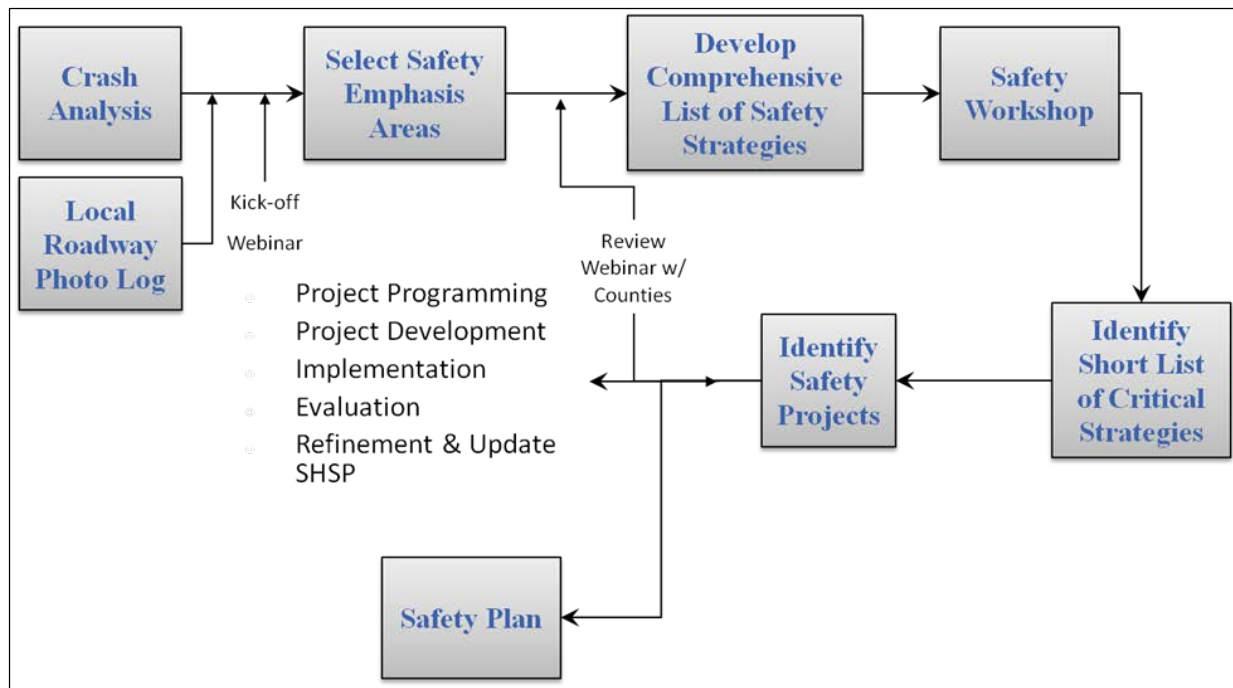 Crash
Analysis
Select Safety
Emphasis
Areas
Develop
Comprehensive
List of Safety
Strategies
Safety
Workshop
Local
Roadway
Photo Log
Kick-off
Webinar
Review
Webinar w/
Counties
Project Programming
Project Development
Implementation
Evaluation
Refinement & Update
SHSP
Identify
Safety
Projects
Identify
Short List
of Critical
Strategies
Safety Plan